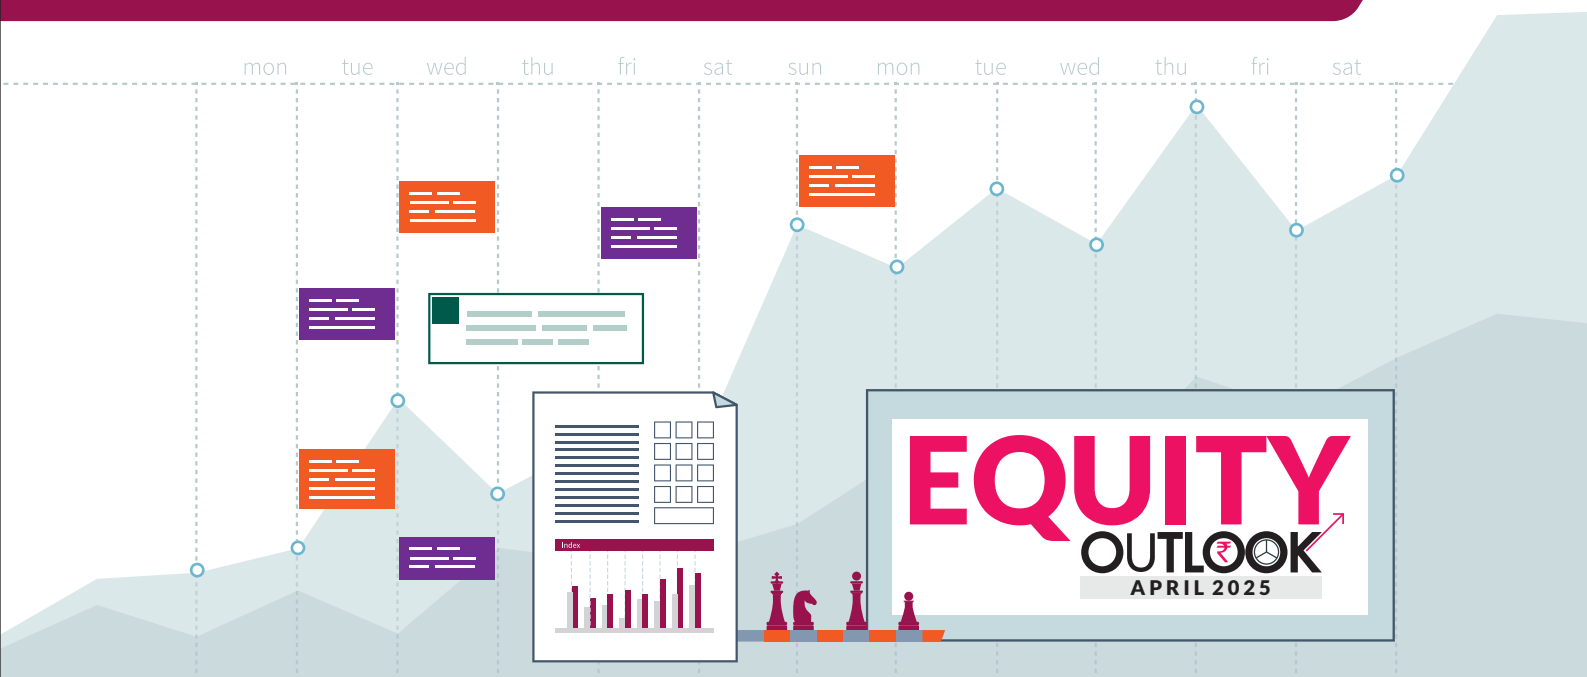 mon tue wed thu fri sat sun mon tue wed thu fri sat
Index
EQUITY
OUTLOOK
APRIL 2025